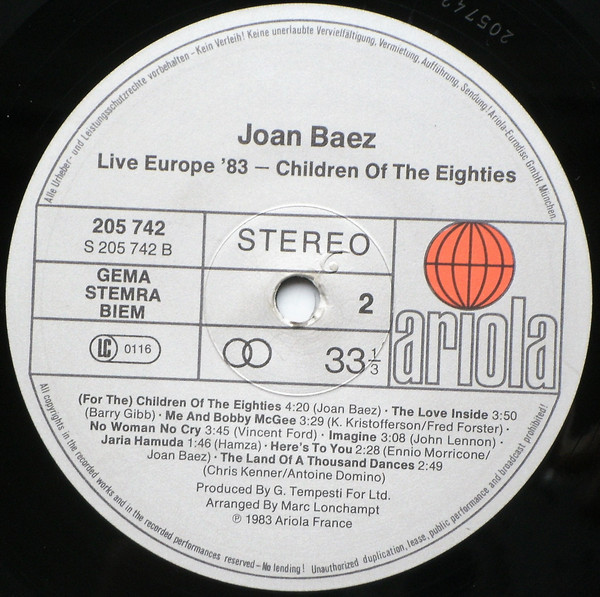 205742
Alle Urheber- und Leistungsschutzrechte vorbehalten - Kein Verleih! Keine unerlaubte Vervielfältigung, Vermietung, Aufführung, Sendung! Ariola-Eurodisc GmbH, München.
Joan Baez
Live Europe '83 – Children Of The Eighties
205 742
S 205 742 B
STEREO
GEMA
STEMRA
BIEM
2
LC 0116
33 1/3
ariola
(For The) Children Of The Eighties 4:20 (Joan Baez) · The Love Inside 3:50
(Barry Gibb) · Me And Bobby McGee 3:29 (K. Kristofferson/Fred Forster) ·
No Woman No Cry 3:45 (Vincent Ford) · Imagine 3:08 (John Lennon) ·
Jaria Hamuda 1:46 (Hamza) · Here's To You 2:28 (Ennio Morricone/
Joan Baez) · The Land Of A Thousand Dances 2:49
(Chris Kenner/Antoine Domino)
Produced By G. Tempesti For Ltd.
Arranged By Marc Lonchampt
℗ 1983 Ariola France
All copyrights in the recorded works and in the recorded performances reserved – No lending! Unauthorized duplication, lease, public performance and broadcast prohibited!